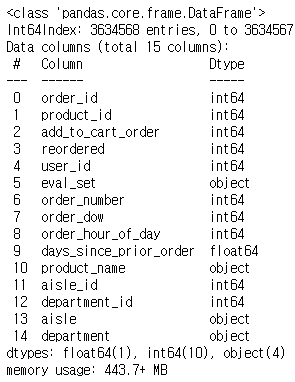 <class 'pandas.core.frame.DataFrame'>
Int64Index: 3634568 entries, 0 to 3634567
Data columns (total 15 columns):
 #   Column                  Dtype
---  ------                  -----
 0   order_id                int64
 1   product_id              int64
 2   add_to_cart_order       int64
 3   reordered               int64
 4   user_id                 int64
 5   eval_set                object
 6   order_number            int64
 7   order_dow               int64
 8   order_hour_of_day       int64
 9   days_since_prior_order  float64
 10  product_name            object
 11  aisle_id                int64
 12  department_id           int64
 13  aisle                   object
 14  department              object
dtypes: float64(1), int64(10), object(4)
memory usage: 443.7+ MB